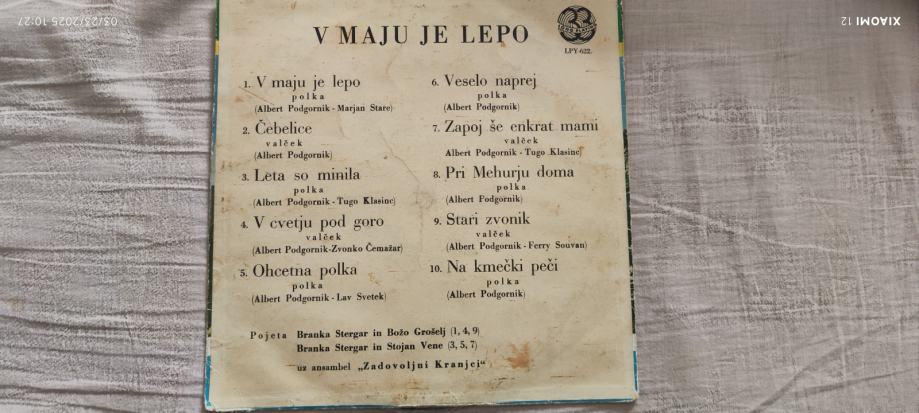 V MAJU JE LEPO
LPY-622.
1. V maju je lepo
polka
(Albert Podgornik - Marjan Stare)
2. Čebelice
valček
(Albert Podgornik)
3. Leta so minila
polka
(Albert Podgornik - Tugo Klasinc)
4. V cvetju pod goro
valček
(Albert Podgornik-Zvonko Čemažar)
5. Ohcetna polka
polka
(Albert Podgornik - Lav Svetek)
6. Veselo naprej
polka
(Albert Podgornik)
7. Zapoj še enkrat mami
valček
Albert Podgornik - Tugo Klasinc)
8. Pri Mehurju doma
polka
(Albert Podgornik)
9. Stari zvonik
valček
(Albert Podgornik - Ferry Souvan)
10. Na kmečki peči
polka
(Albert Podgornik)
Pojeta Branka Stergar in Božo Grošelj (1, 4, 9)
Branka Stergar in Stojan Vene (3, 5, 7)
uz ansambel „Zadovoljni Kranjci"
XIAOMI 12
03/23/2025 10:27